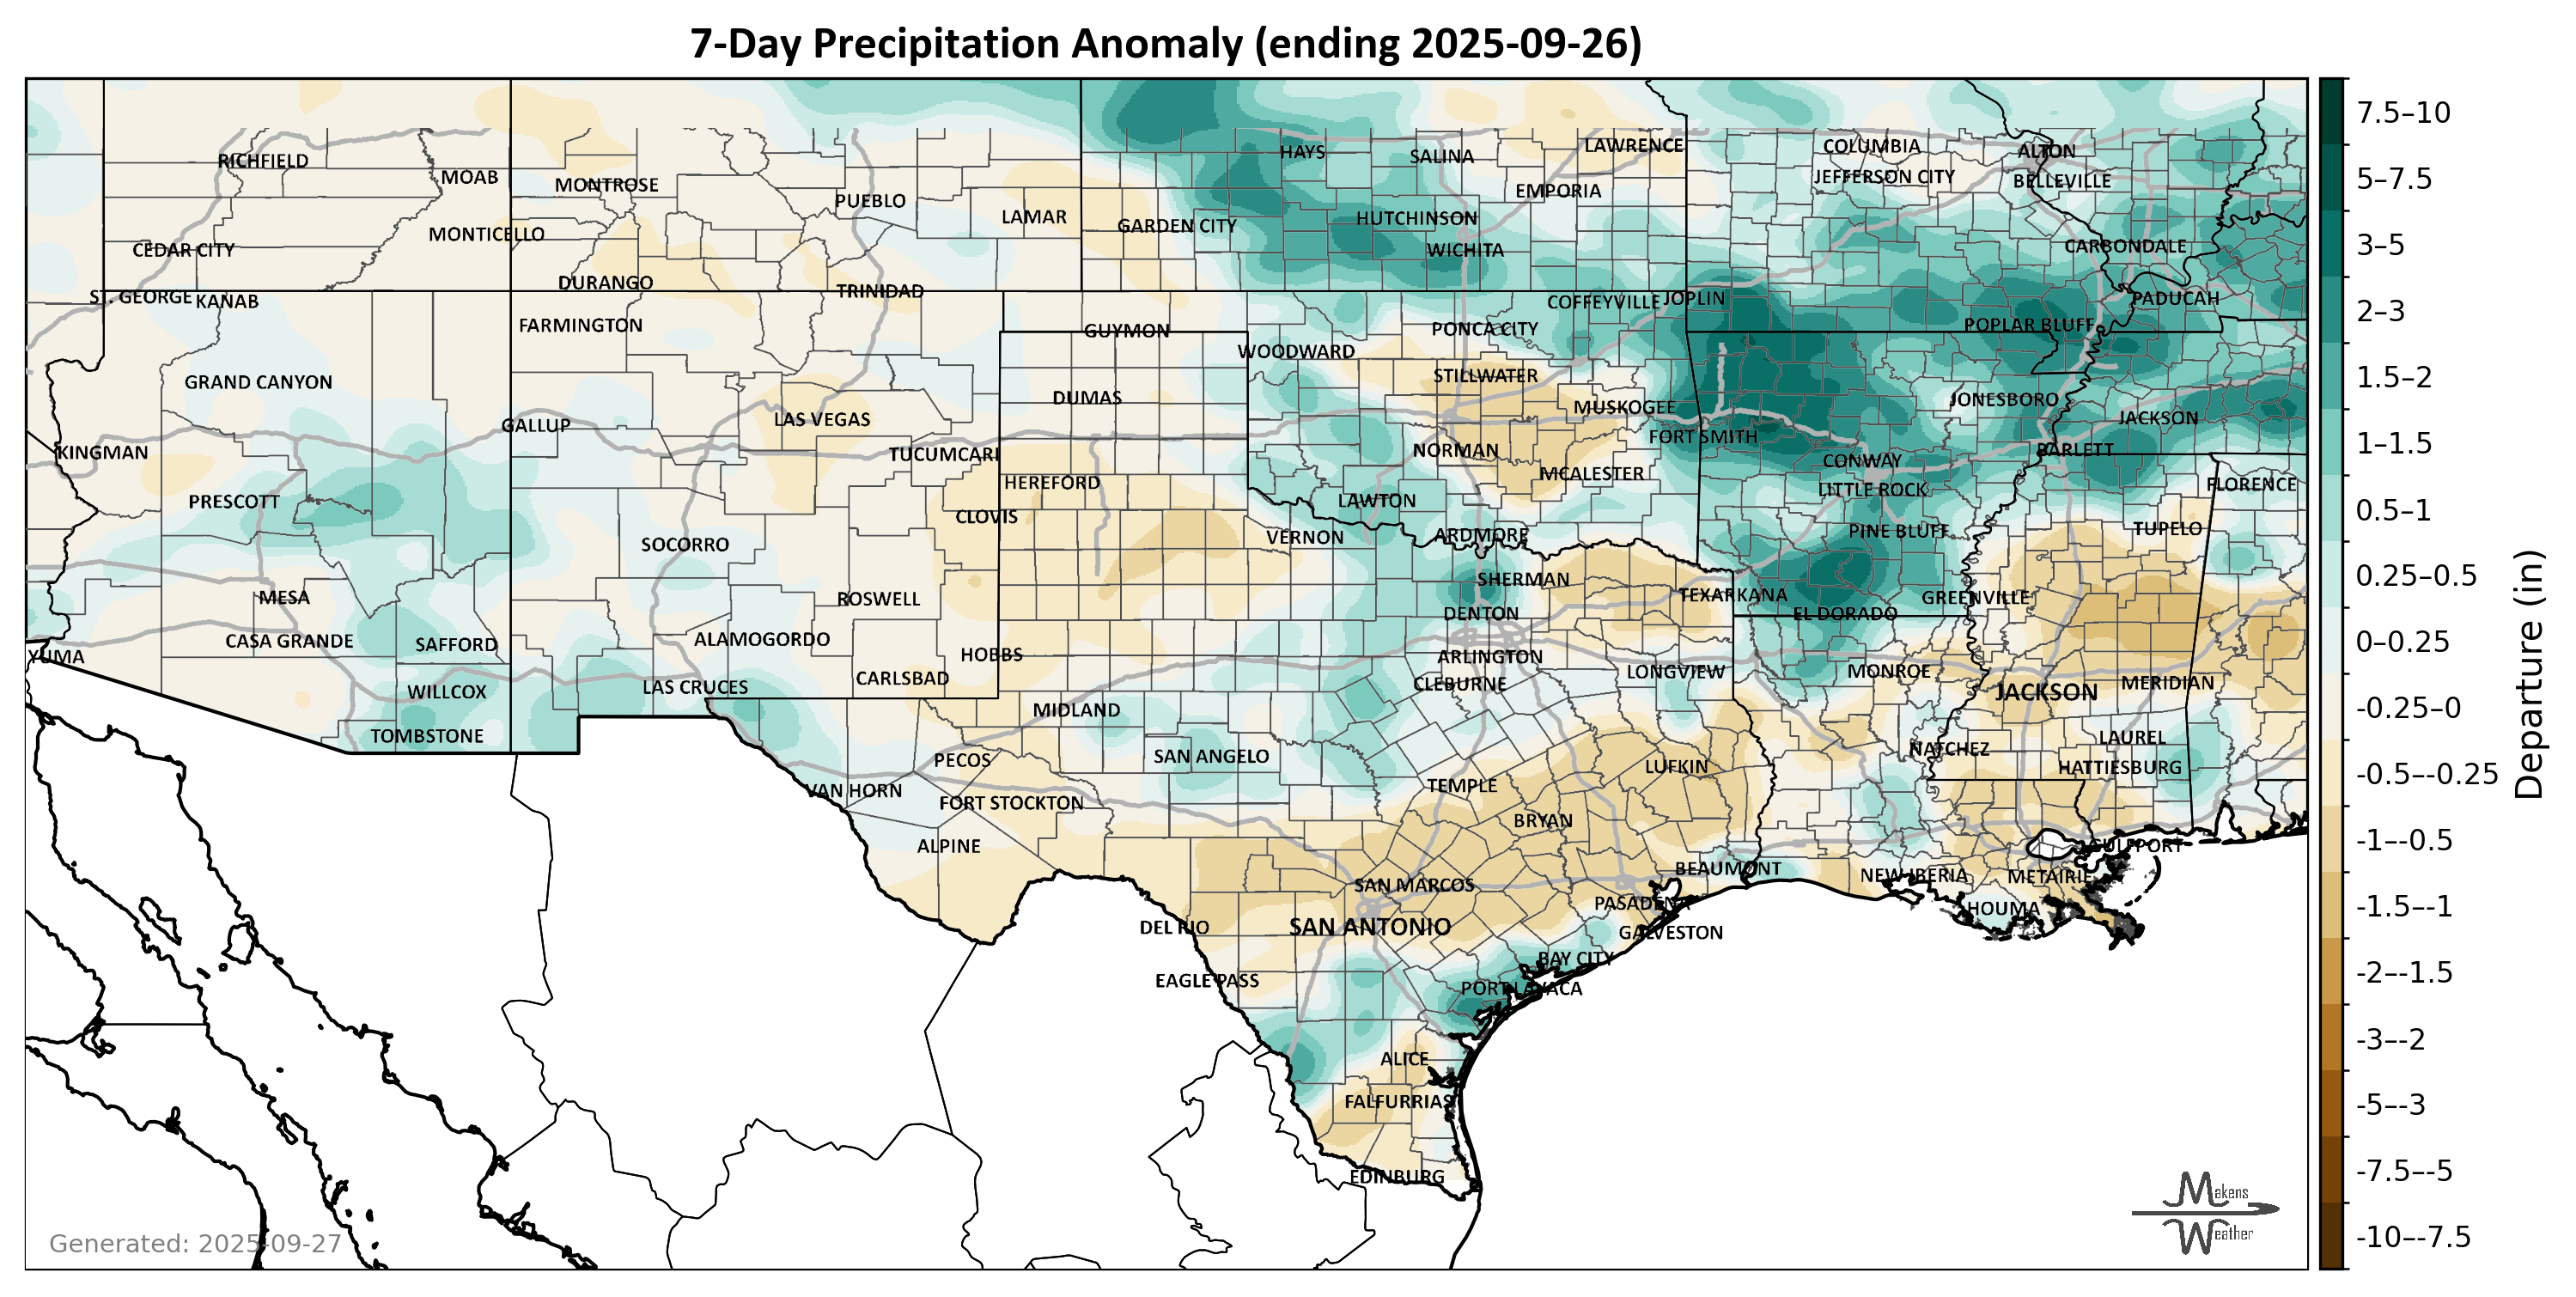 7-Day Precipitation Anomaly (ending 2025-09-26)
HAYS
SALINA
LAWRENCE
COLUMBIA
ALTON
RICHFIELD
MOAB
MONTROSE
EMPORIA
JEFFERSON CITY
BELLEVILLE
PUEBLO
LAMAR
GARDEN CITY
HUTCHINSON
MONTICELLO
CEDAR CITY
WICHITA
CARBONDALE
DURANGO
TRINIDAD
ST. GEORGE
KANAB
COFFEYVILLE
JOPLIN
PADUCAH
FARMINGTON
GUYMON
PONCA CITY
POPLAR BLUFF
WOODWARD
GRAND CANYON
STILLWATER
DUMAS
MUSKOGEE
JONESBORO
JACKSON
GALLUP
LAS VEGAS
FORT SMITH
KINGMAN
TUCUMCARI
NORMAN
BARLETT
CONWAY
MCALESTER
HEREFORD
LITTLE ROCK
FLORENCE
PRESCOTT
LAWTON
CLOVIS
PINE BLUFF
TUPELO
SOCORRO
VERNON
ARDMORE
SHERMAN
MESA
ROSWELL
TEXARKANA
GREENVILLE
DENTON
EL DORADO
CASA GRANDE
SAFFORD
ALAMOGORDO
YUMA
HOBBS
ARLINGTON
LONGVIEW
MONROE
CARLSBAD
CLEBURNE
MERIDIAN
WILLCOX
LAS CRUCES
JACKSON
MIDLAND
TOMBSTONE
LAUREL
NATCHEZ
SAN ANGELO
PECOS
LUFKIN
HATTIESBURG
VAN HORN
TEMPLE
FORT STOCKTON
BRYAN
ALPINE
GULFPORT
BEAUMONT
NEW IBERIA
METAIRIE
SAN MARCOS
PASADENA
HOUMA
DEL RIO
SAN ANTONIO
GALVESTON
BAY CITY
EAGLE PASS
PORT LAVACA
ALICE
FALFURRIAS
EDINBURG
7.5–10
5–7.5
3–5
2–3
1.5–2
1–1.5
0.5–1
0.25–0.5
0–0.25
-0.25–0
-0.5–-0.25
-1–-0.5
-1.5–-1
-2–-1.5
-3–-2
-5–-3
-7.5–-5
-10–-7.5
Departure (in)
Generated: 2025-09-27
Makens
Weather